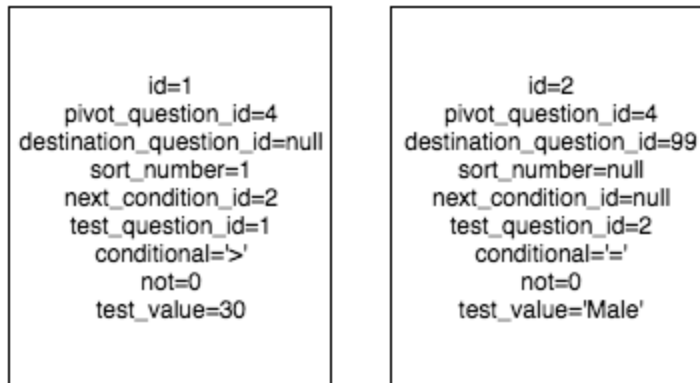 id=1
pivot_question_id=4
destination_question_id=null
sort_number=1
next_condition_id=2
test_question_id=1
conditional='>'
not=0
test_value=30
id=2
pivot_question_id=4
destination_question_id=99
sort_number=null
next_condition_id=null
test_question_id=2
conditional='='
not=0
test_value='Male'